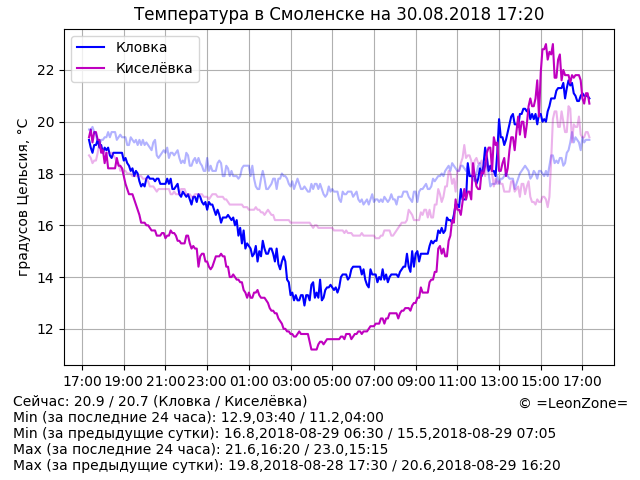 Температура в Смоленске на 30.08.2018 17:20
Кловка
Киселёвка
градусов Цельсия, °C
22
20
18
16
14
12
17:00 19:00 21:00 23:00 01:00 03:00 05:00 07:00 09:00 11:00 13:00 15:00 17:00
Сейчас: 20.9 / 20.7 (Кловка / Киселёвка)
© =LeonZone=
Min (за последние 24 часа): 12.9,03:40 / 11.2,04:00
Min (за предыдущие сутки): 16.8,2018-08-29 06:30 / 15.5,2018-08-29 07:05
Max (за последние 24 часа): 21.6,16:20 / 23.0,15:15
Max (за предыдущие сутки): 19.8,2018-08-28 17:30 / 20.6,2018-08-29 16:20